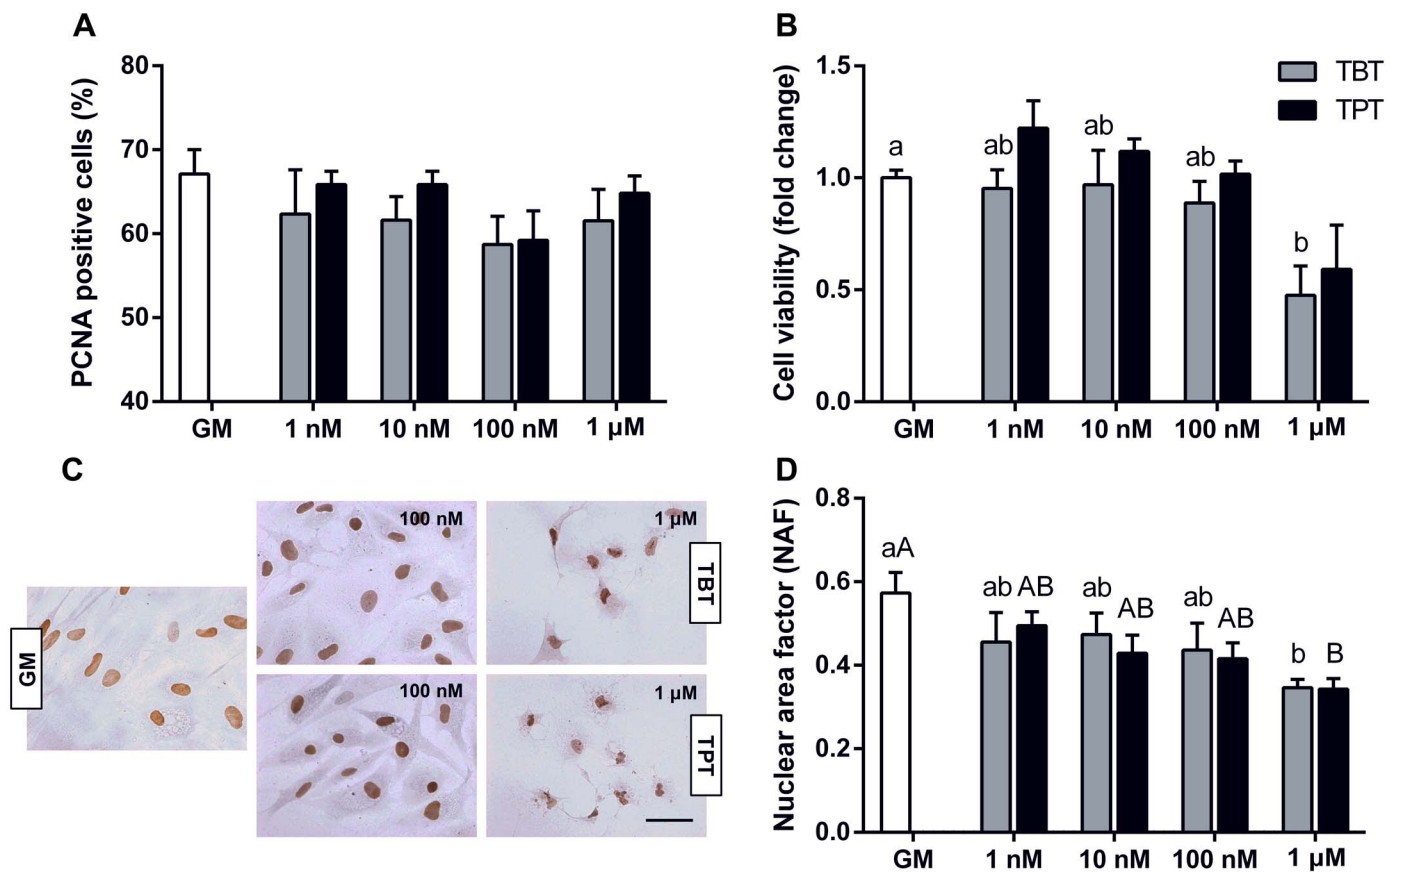 A
80
70
60
50
40
PCNA positive cells (%)
GM
1 nM
10 nM
100 nM
1 µM
B
1.5
1.0
0.5
0.0
Cell viability (fold change)
TBT
TPT
a
ab
ab
ab
b
GM
1 nM
10 nM
100 nM
1 µM
C
GM
100 nM
1 µM
TBT
100 nM
1 µM
TPT
D
0.8
0.6
0.4
0.2
0.0
Nuclear area factor (NAF)
aA
ab AB
ab AB
ab AB
b B
GM
1 nM
10 nM
100 nM
1 µM